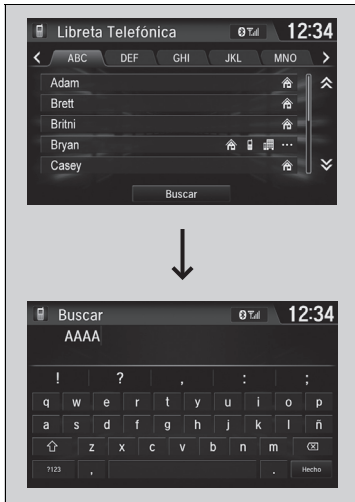 Libreta Telefónica 12:34
ABC DEF GHI JKL MNO
Adam
Brett
Britni
Bryan ...
Casey
Buscar
Buscar 12:34
AAAA
! ? , : ;
q w e r t y u i o p
a s d f g h j k l ñ
z x c v b n m
?123 , . Hecho